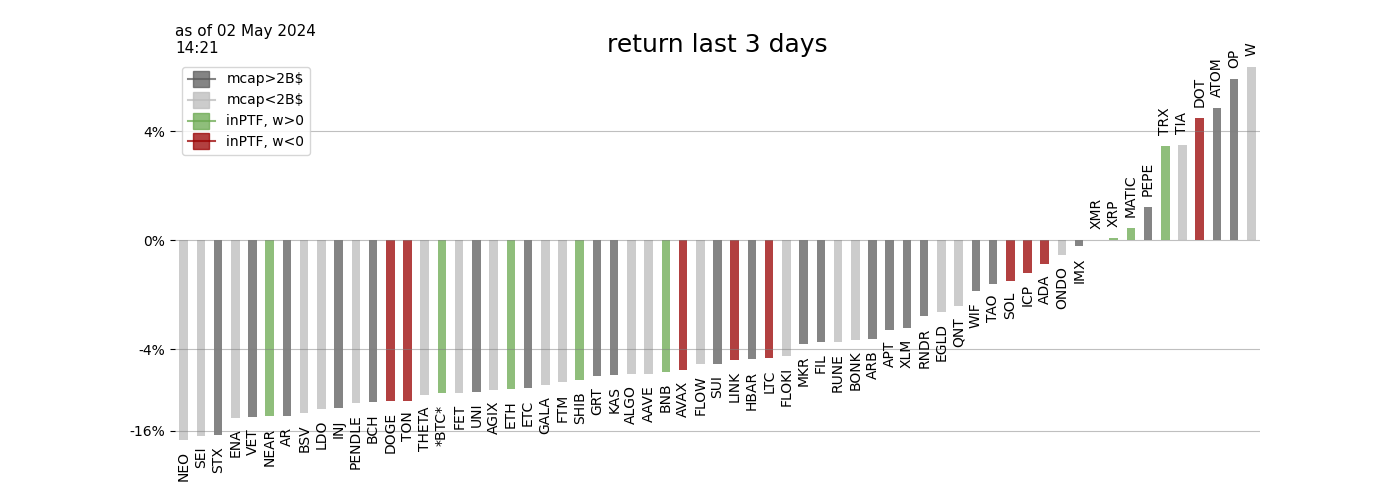 as of 02 May 2024
14:21
return last 3 days
mcap>2B$
mcap<2B$
inPTF, w>0
inPTF, w<0
4%
0%
-4%
-16%
NEO
SEI
STX
ENA
VET
NEAR
AR
BSV
LDO
INJ
PENDLE
BCH
DOGE
TON
THETA
*BTC*
FET
UNI
AGIX
ETH
ETC
GALA
FTM
SHIB
GRT
KAS
ALGO
AAVE
BNB
AVAX
FLOW
SUI
LINK
HBAR
LTC
FLOKI
MKR
FIL
RUNE
BONK
ARB
APT
XLM
RNDR
EGLD
QNT
WIF
TAO
SOL
ICP
ADA
ONDO
IMX
XMR
XRP
MATIC
PEPE
TRX
TIA
DOT
ATOM
OP
W